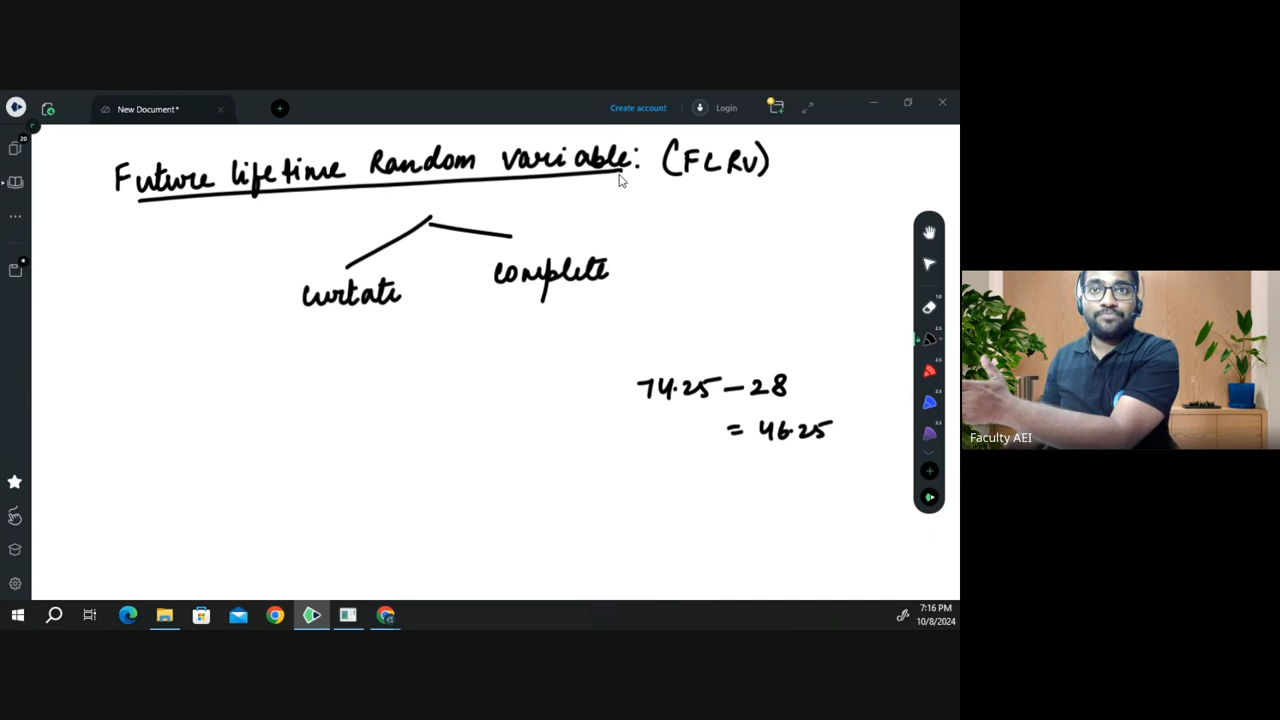 New Document*
Create account
Login
Future lifetime Random variable: (FLRV)
curtate
complete
74.25 – 28
= 46.25
Faculty AEI
7:16 PM
10/8/2024